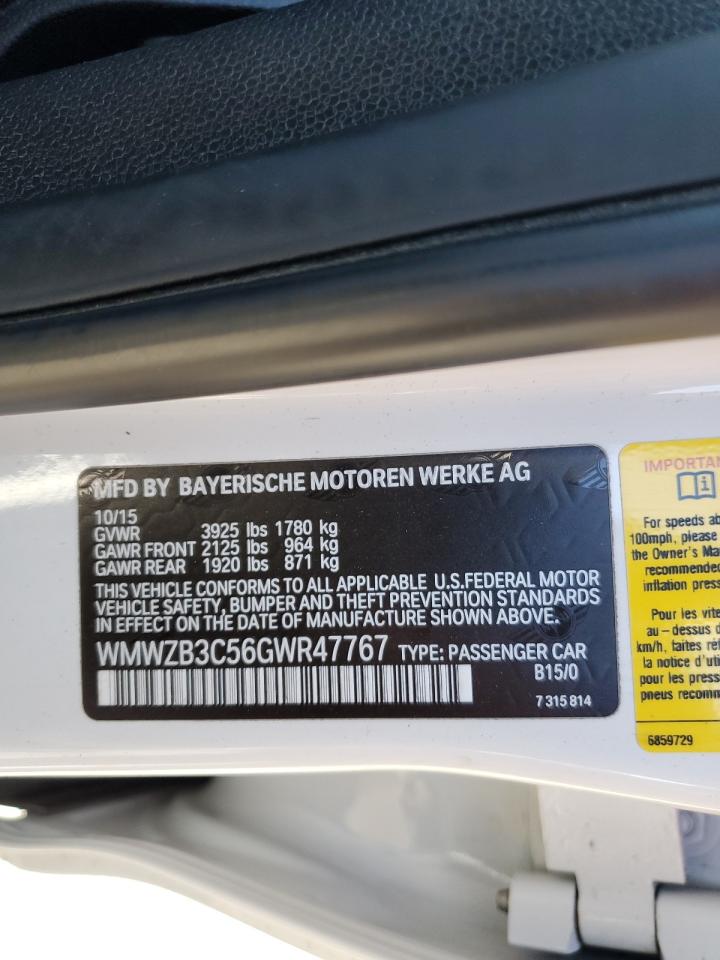 MFD BY BAYERISCHE MOTOREN WERKE AG
10/15
GVWR 3925 lbs 1780 kg
GAWR FRONT 2125 lbs 964 kg
GAWR REAR 1920 lbs 871 kg
THIS VEHICLE CONFORMS TO ALL APPLICABLE U.S.FEDERAL MOTOR
VEHICLE SAFETY, BUMPER AND THEFT PREVENTION STANDARDS
IN EFFECT ON THE DATE OF MANUFACTURE SHOWN ABOVE.
WMWZB3C56GWR47767 TYPE: PASSENGER CAR
B15/0
7 315 814
IMPORTAN
For speeds ab
100mph, please
the Owner's Ma
recommended
inflation press
Pour les vite
au – dessus d
km/h, faites réf
la notice d'uti
pour les press
pneus recomm
6859729